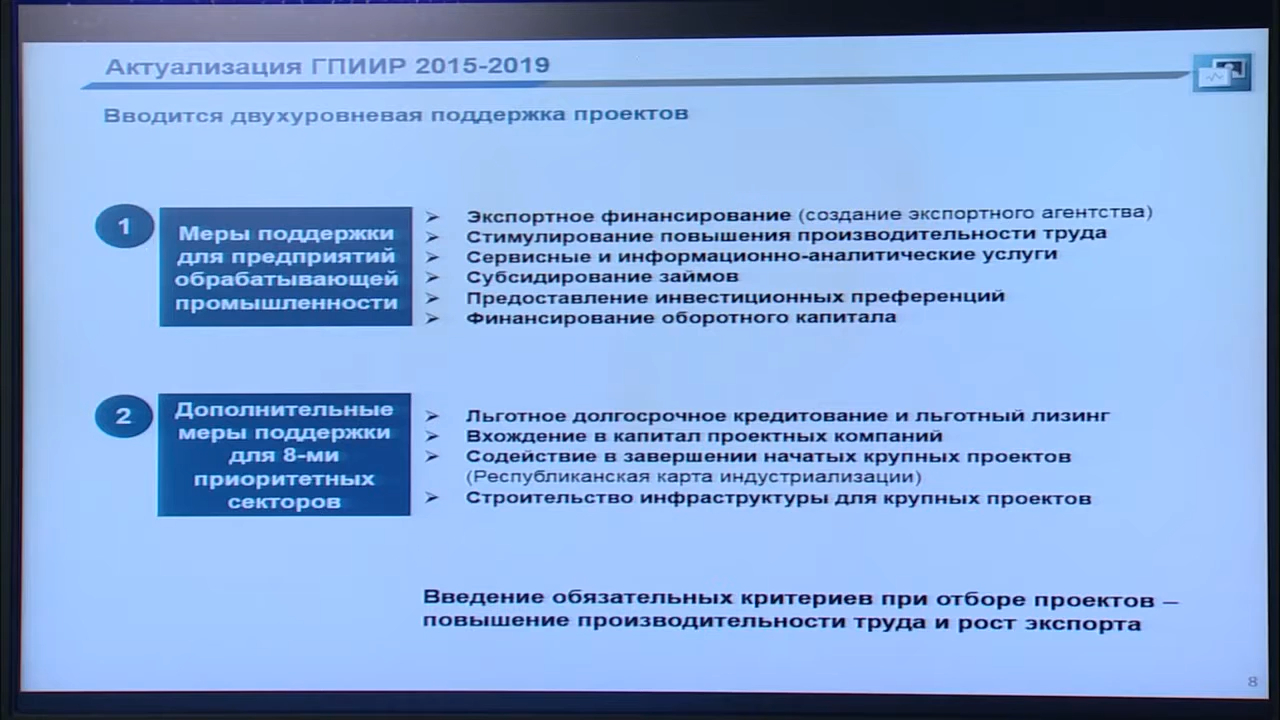 Актуализация ГПИИР 2015-2019
Вводится двухуровневая поддержка проектов
1
Меры поддержки
для предприятий
обрабатывающей
промышленности
➢ Экспортное финансирование (создание экспортного агентства)
➢ Стимулирование повышения производительности труда
➢ Сервисные и информационно-аналитические услуги
➢ Субсидирование займов
➢ Предоставление инвестиционных преференций
➢ Финансирование оборотного капитала
2
Дополнительные
меры поддержки
для 8-ми
приоритетных
секторов
➢ Льготное долгосрочное кредитование и льготный лизинг
➢ Вхождение в капитал проектных компаний
➢ Содействие в завершении начатых крупных проектов
(Республиканская карта индустриализации)
➢ Строительство инфраструктуры для крупных проектов
Введение обязательных критериев при отборе проектов –
повышение производительности труда и рост экспорта
8